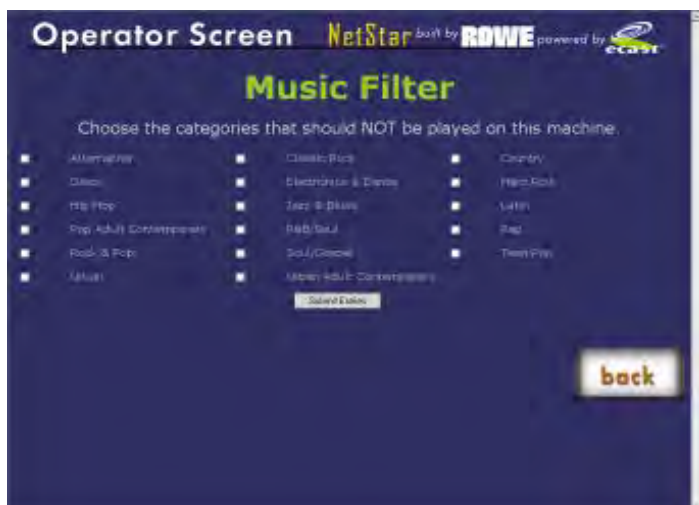 Operator Screen NetStar built by ROWE powered by ecast
Music Filter
Choose the categories that should NOT be played on this machine.
Alternative Classic Rock Country
Disco Electronica & Dance Hard Rock
Hip Hop Jazz & Blues Latin
Pop Adult Contemporary R&B/Soul Rap
Rock & Pop Soul/Gospel Teen Pop
Urban Urban Adult Contemporary
Submit
back